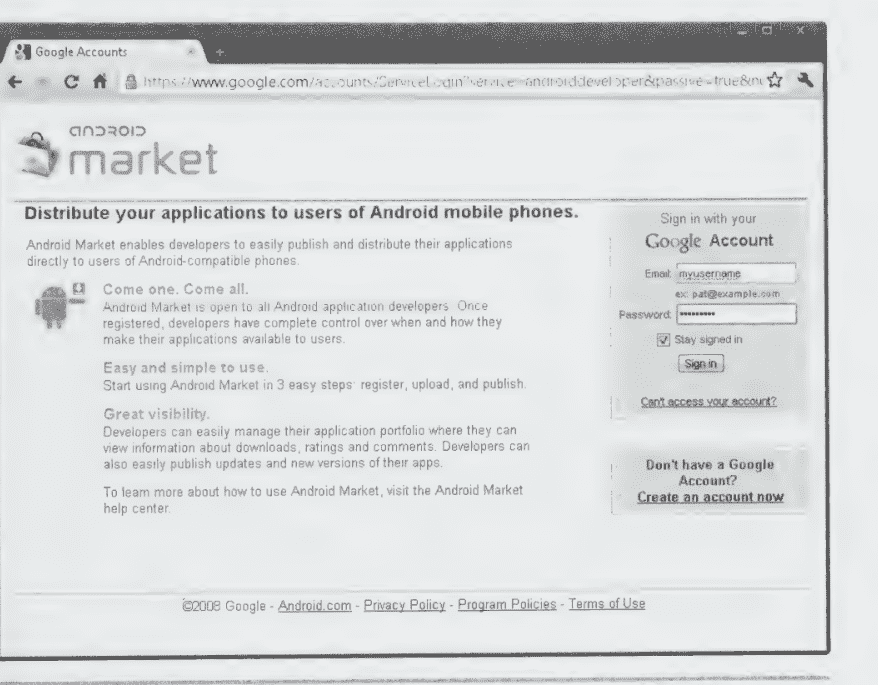 Google Accounts
https://www.google.com/accounts/ServiceLogin?service=androiddeveloper&passive=true&nu
ANDROID
market
Distribute your applications to users of Android mobile phones.
Android Market enables developers to easily publish and distribute their applications
directly to users of Android-compatible phones.
Come one. Come all.
Android Market is open to all Android application developers. Once
registered, developers have complete control over when and how they
make their applications available to users.
Easy and simple to use.
Start using Android Market in 3 easy steps: register, upload, and publish.
Great visibility.
Developers can easily manage their application portfolio where they can
view information about downloads, ratings and comments. Developers can
also easily publish updates and new versions of their apps.
To learn more about how to use Android Market, visit the Android Market
help center.
Sign in with your
Google Account
Email: myusername
ex: pat@example.com
Password: •••••••••
Stay signed in
Sign in
Can't access your account?
Don't have a Google
Account?
Create an account now
©2008 Google - Android.com - Privacy Policy - Program Policies - Terms of Use